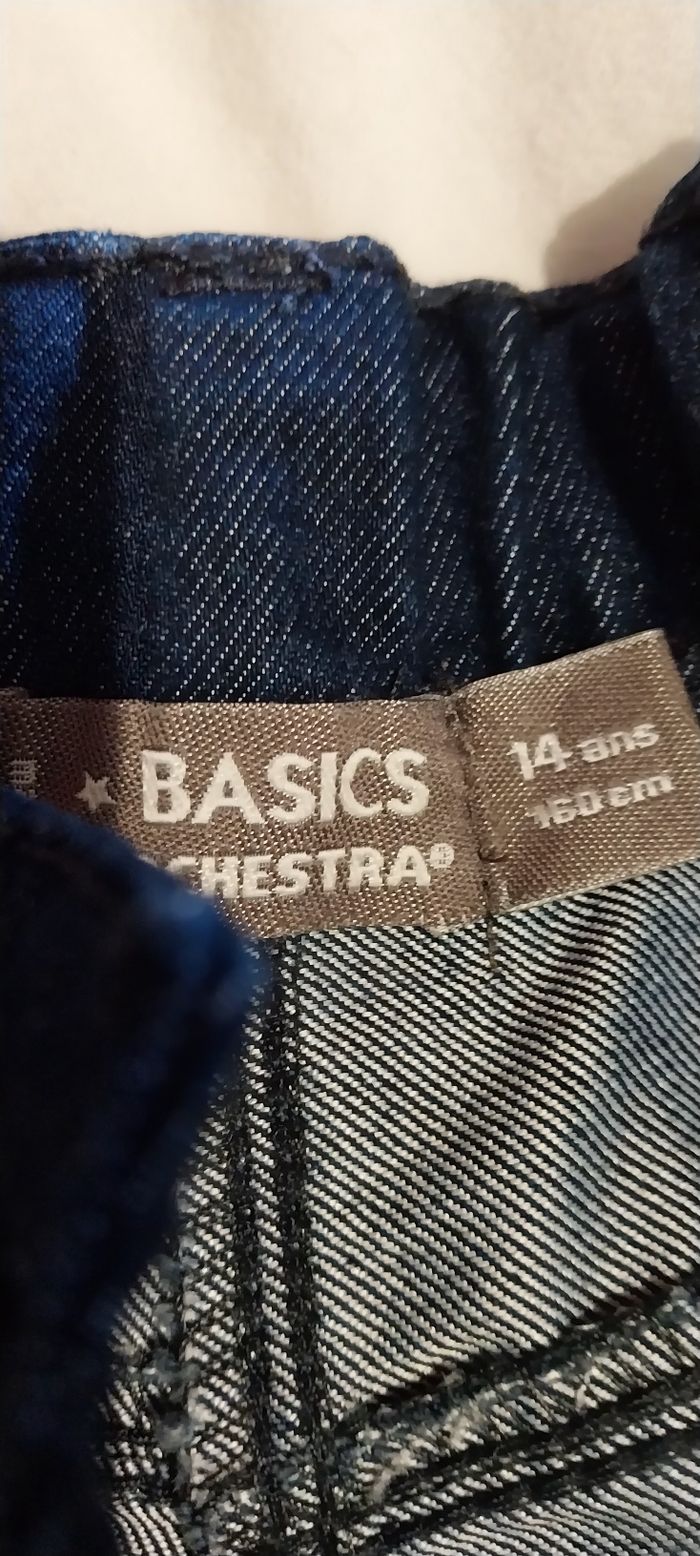 BASICS
CHESTRA®
14 ans
160 cm